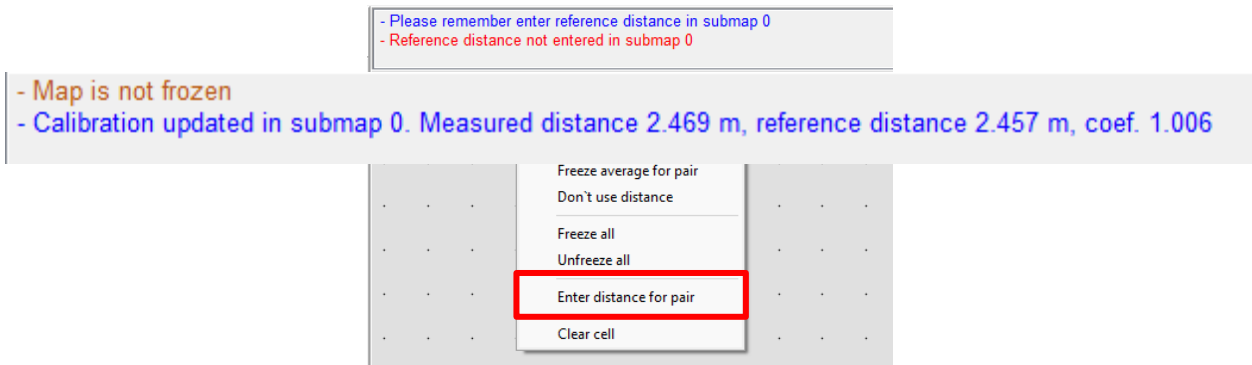 - Please remember enter reference distance in submap 0
- Reference distance not entered in submap 0
- Map is not frozen
- Calibration updated in submap 0. Measured distance 2.469 m, reference distance 2.457 m, coef. 1.006
Freeze average for pair
Don`t use distance
Freeze all
Unfreeze all
Enter distance for pair
Clear cell